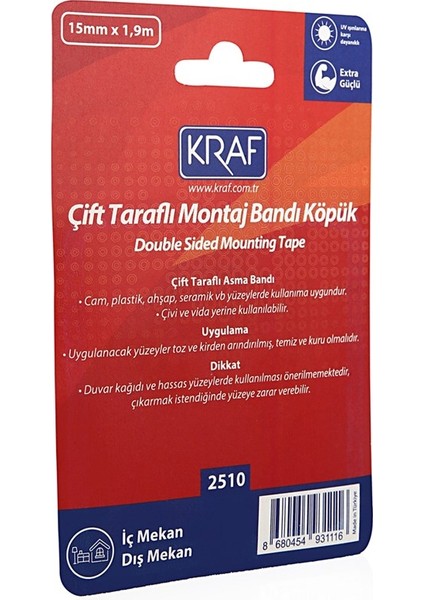 15mm x 1,9m
UV ışınlarına
karşı
dayanıklı
Extra
Güçlü
KRAF
www.kraf.com.tr
Çift Taraflı Montaj Bandı Köpük
Double Sided Mounting Tape
Çift Taraflı Asma Bandı
• Cam, plastik, ahşap, seramik vb yüzeylerde kullanıma uygundur.
• Çivi ve vida yerine kullanılabilir.
Uygulama
• Uygulanacak yüzeyler toz ve kirden arındırılmış, temiz ve kuru olmalıdır.
Dikkat
• Duvar kağıdı ve hassas yüzeylerde kullanılması önerilmemektedir,
çıkarmak istendiğinde yüzeye zarar verebilir.
2510
İç Mekan
Dış Mekan
8 680454 931116
Made in Türkiye